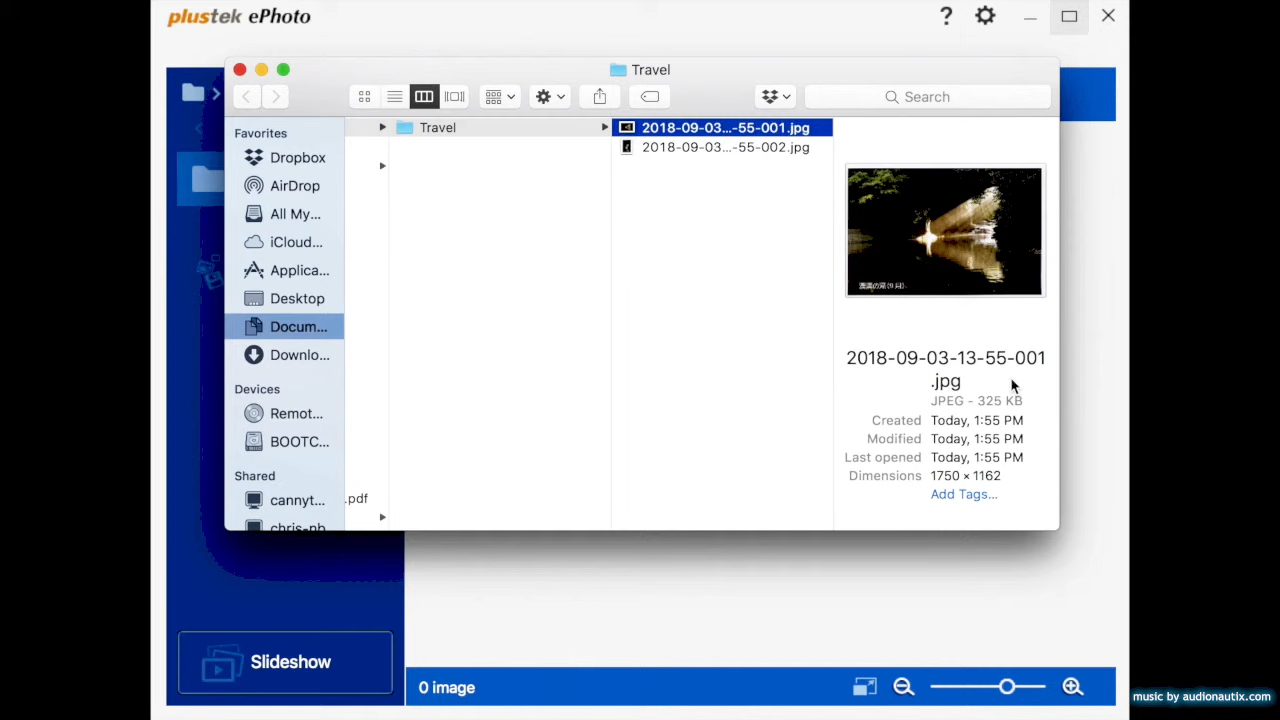 plustek ePhoto
?
Travel
Search
Favorites
Dropbox
AirDrop
All My...
iCloud...
Applica...
Desktop
Docum...
Downlo...
Devices
Remot...
BOOTC...
Shared
cannyt...
chris-nb
.pdf
Travel
2018-09-03...-55-001.jpg
2018-09-03...-55-002.jpg
2018-09-03-13-55-001
.jpg
JPEG - 325 KB
Created Today, 1:55 PM
Modified Today, 1:55 PM
Last opened Today, 1:55 PM
Dimensions 1750 × 1162
Add Tags...
Slideshow
0 image
music by audionautix.com